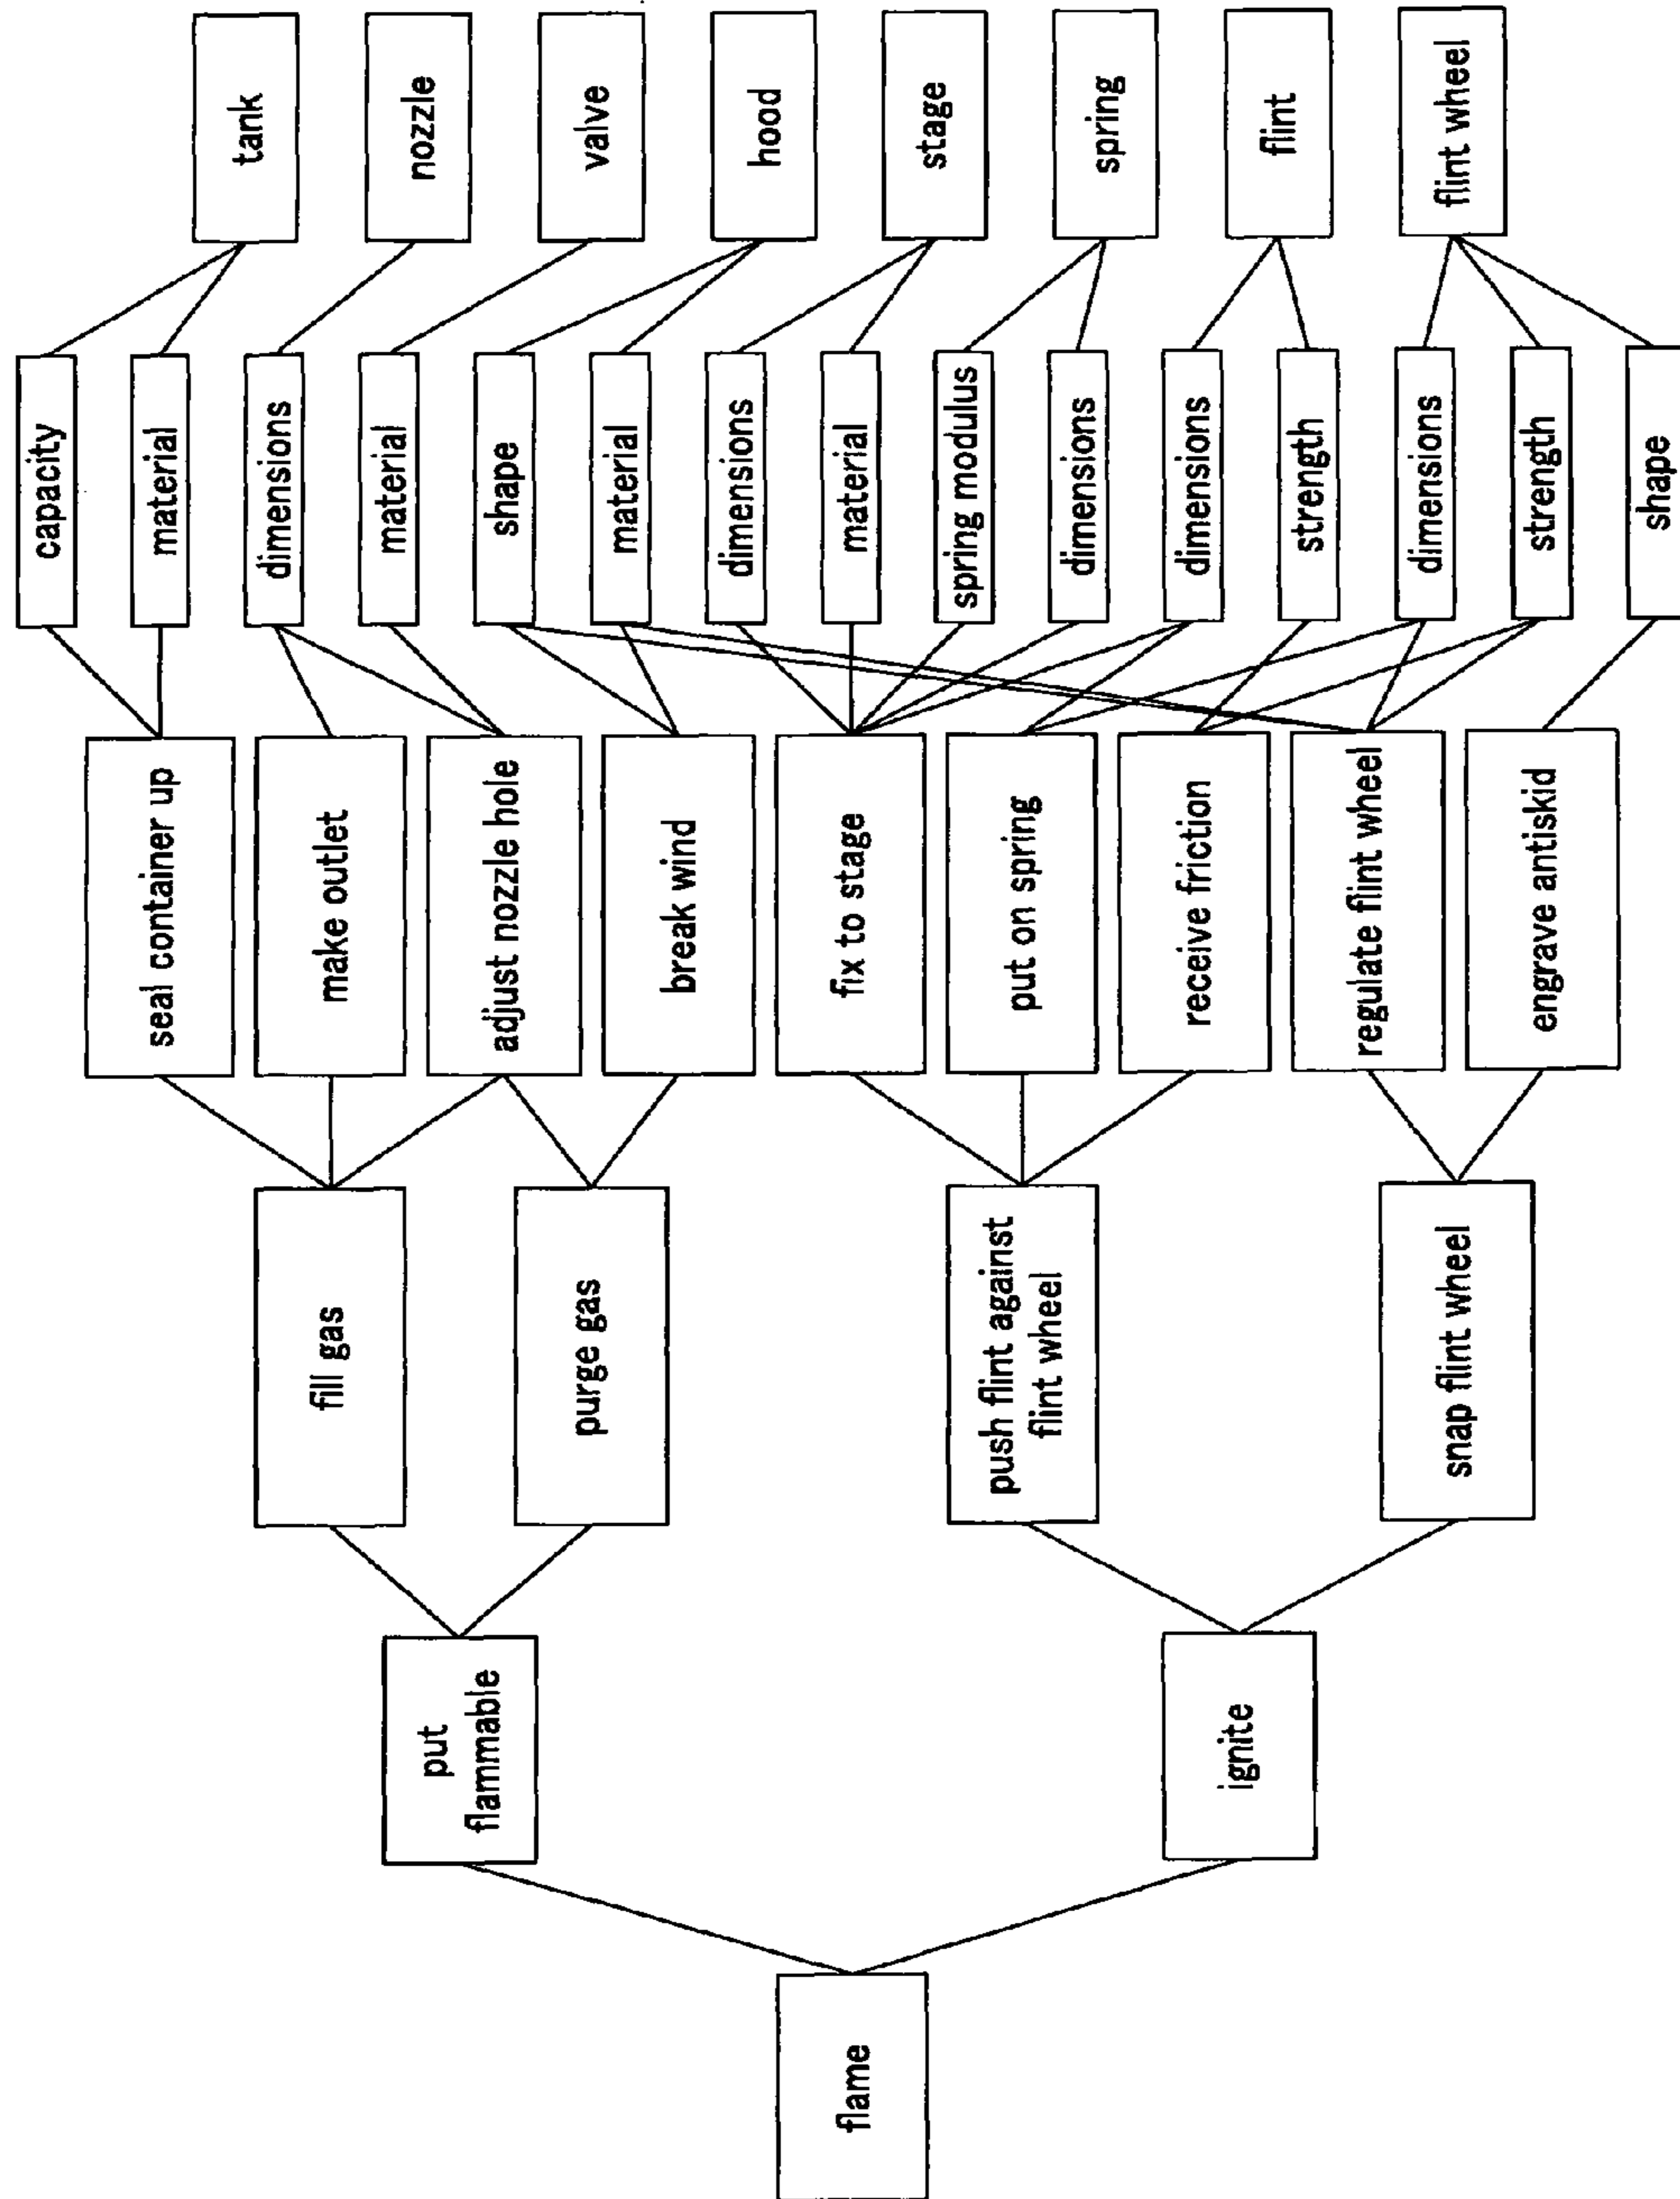 flame
put
flammable
ignite
fill gas
purge gas
push flint against
flint wheel
snap flint wheel
seal container up
make outlet
adjust nozzle hole
break wind
fix to stage
put on spring
receive friction
regulate flint wheel
engrave antiskid
capacity
material
dimensions
material
shape
material
dimensions
material
spring modulus
dimensions
dimensions
strength
dimensions
strength
shape
tank
nozzle
valve
hood
stage
spring
flint
flint wheel